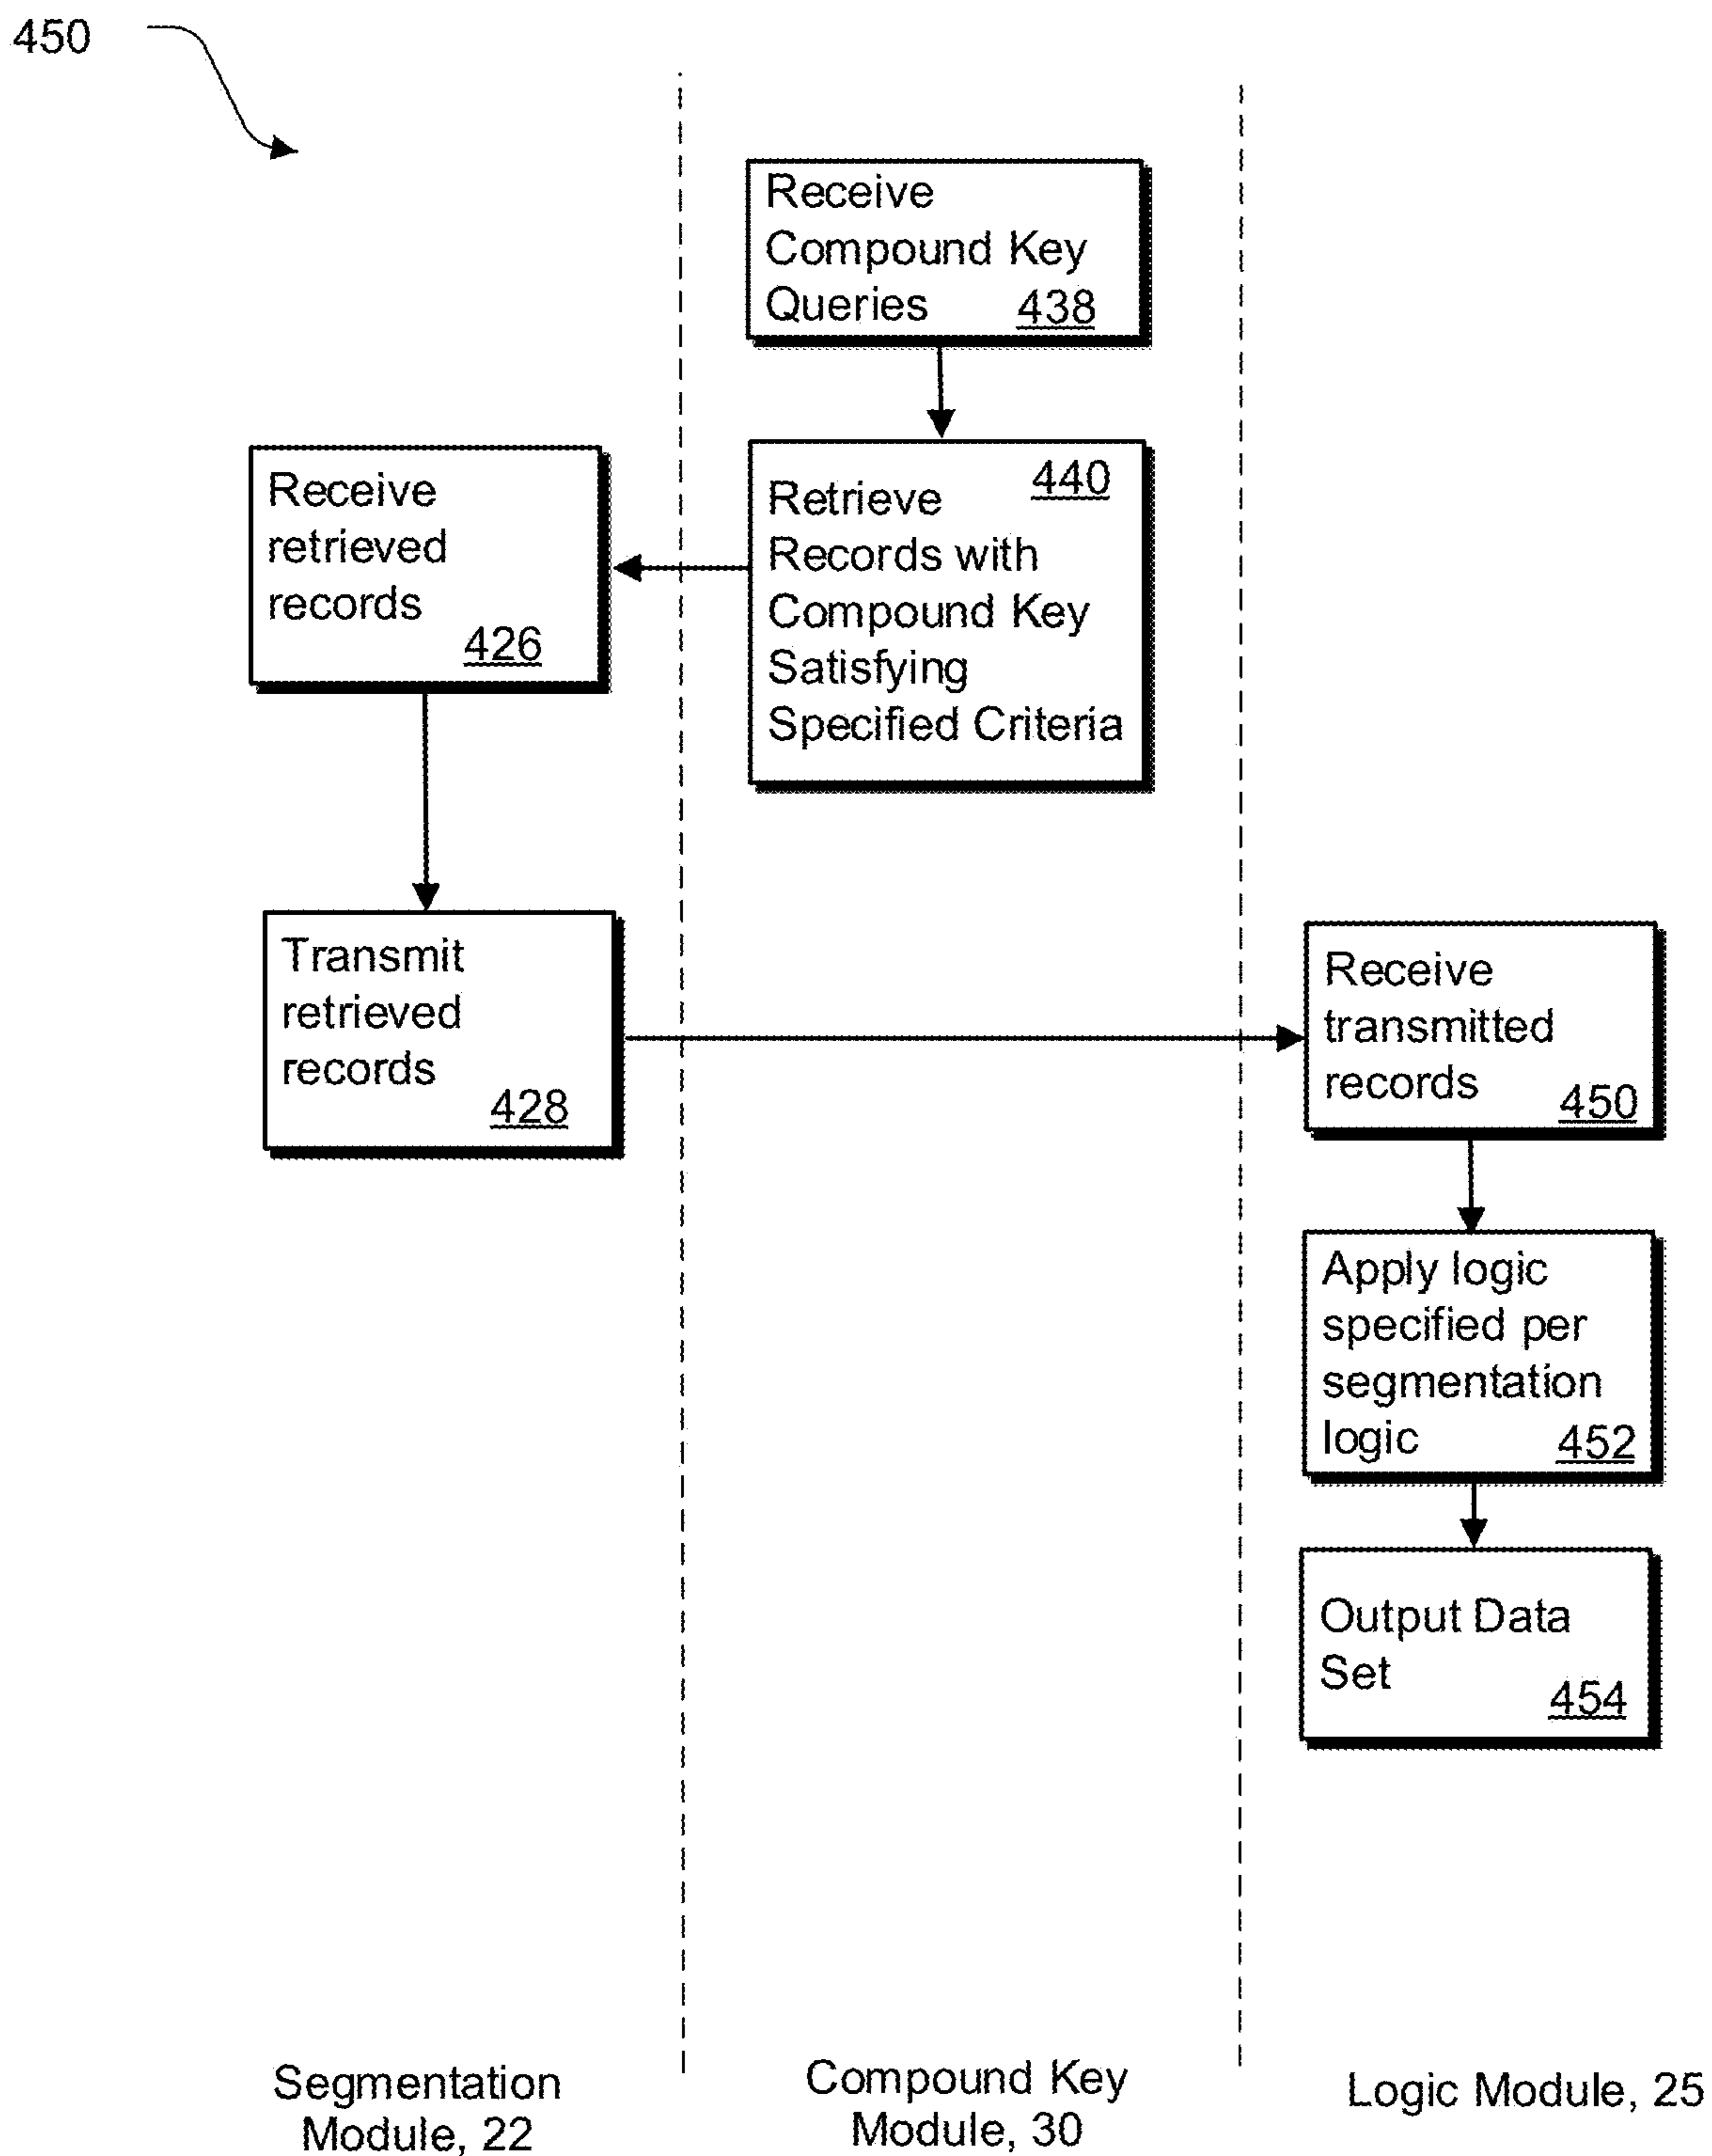 450
Receive
Compound Key
Queries 438
440
Retrieve
Records with
Compound Key
Satisfying
Specified Criteria
Receive
retrieved
records
426
Transmit
retrieved
records
428
Receive
transmitted
records 450
Apply logic
specified per
segmentation
logic 452
Output Data
Set
454
Segmentation
Module, 22
Compound Key
Module, 30
Logic Module, 25